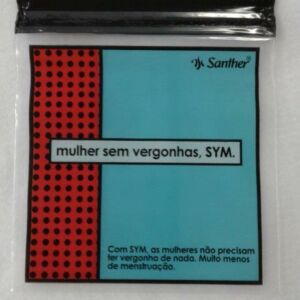 Santher®
mulher sem vergonhas, SYM.
Com SYM, as mulheres não precisam
ter vergonha de nada. Muito menos
de menstruação.